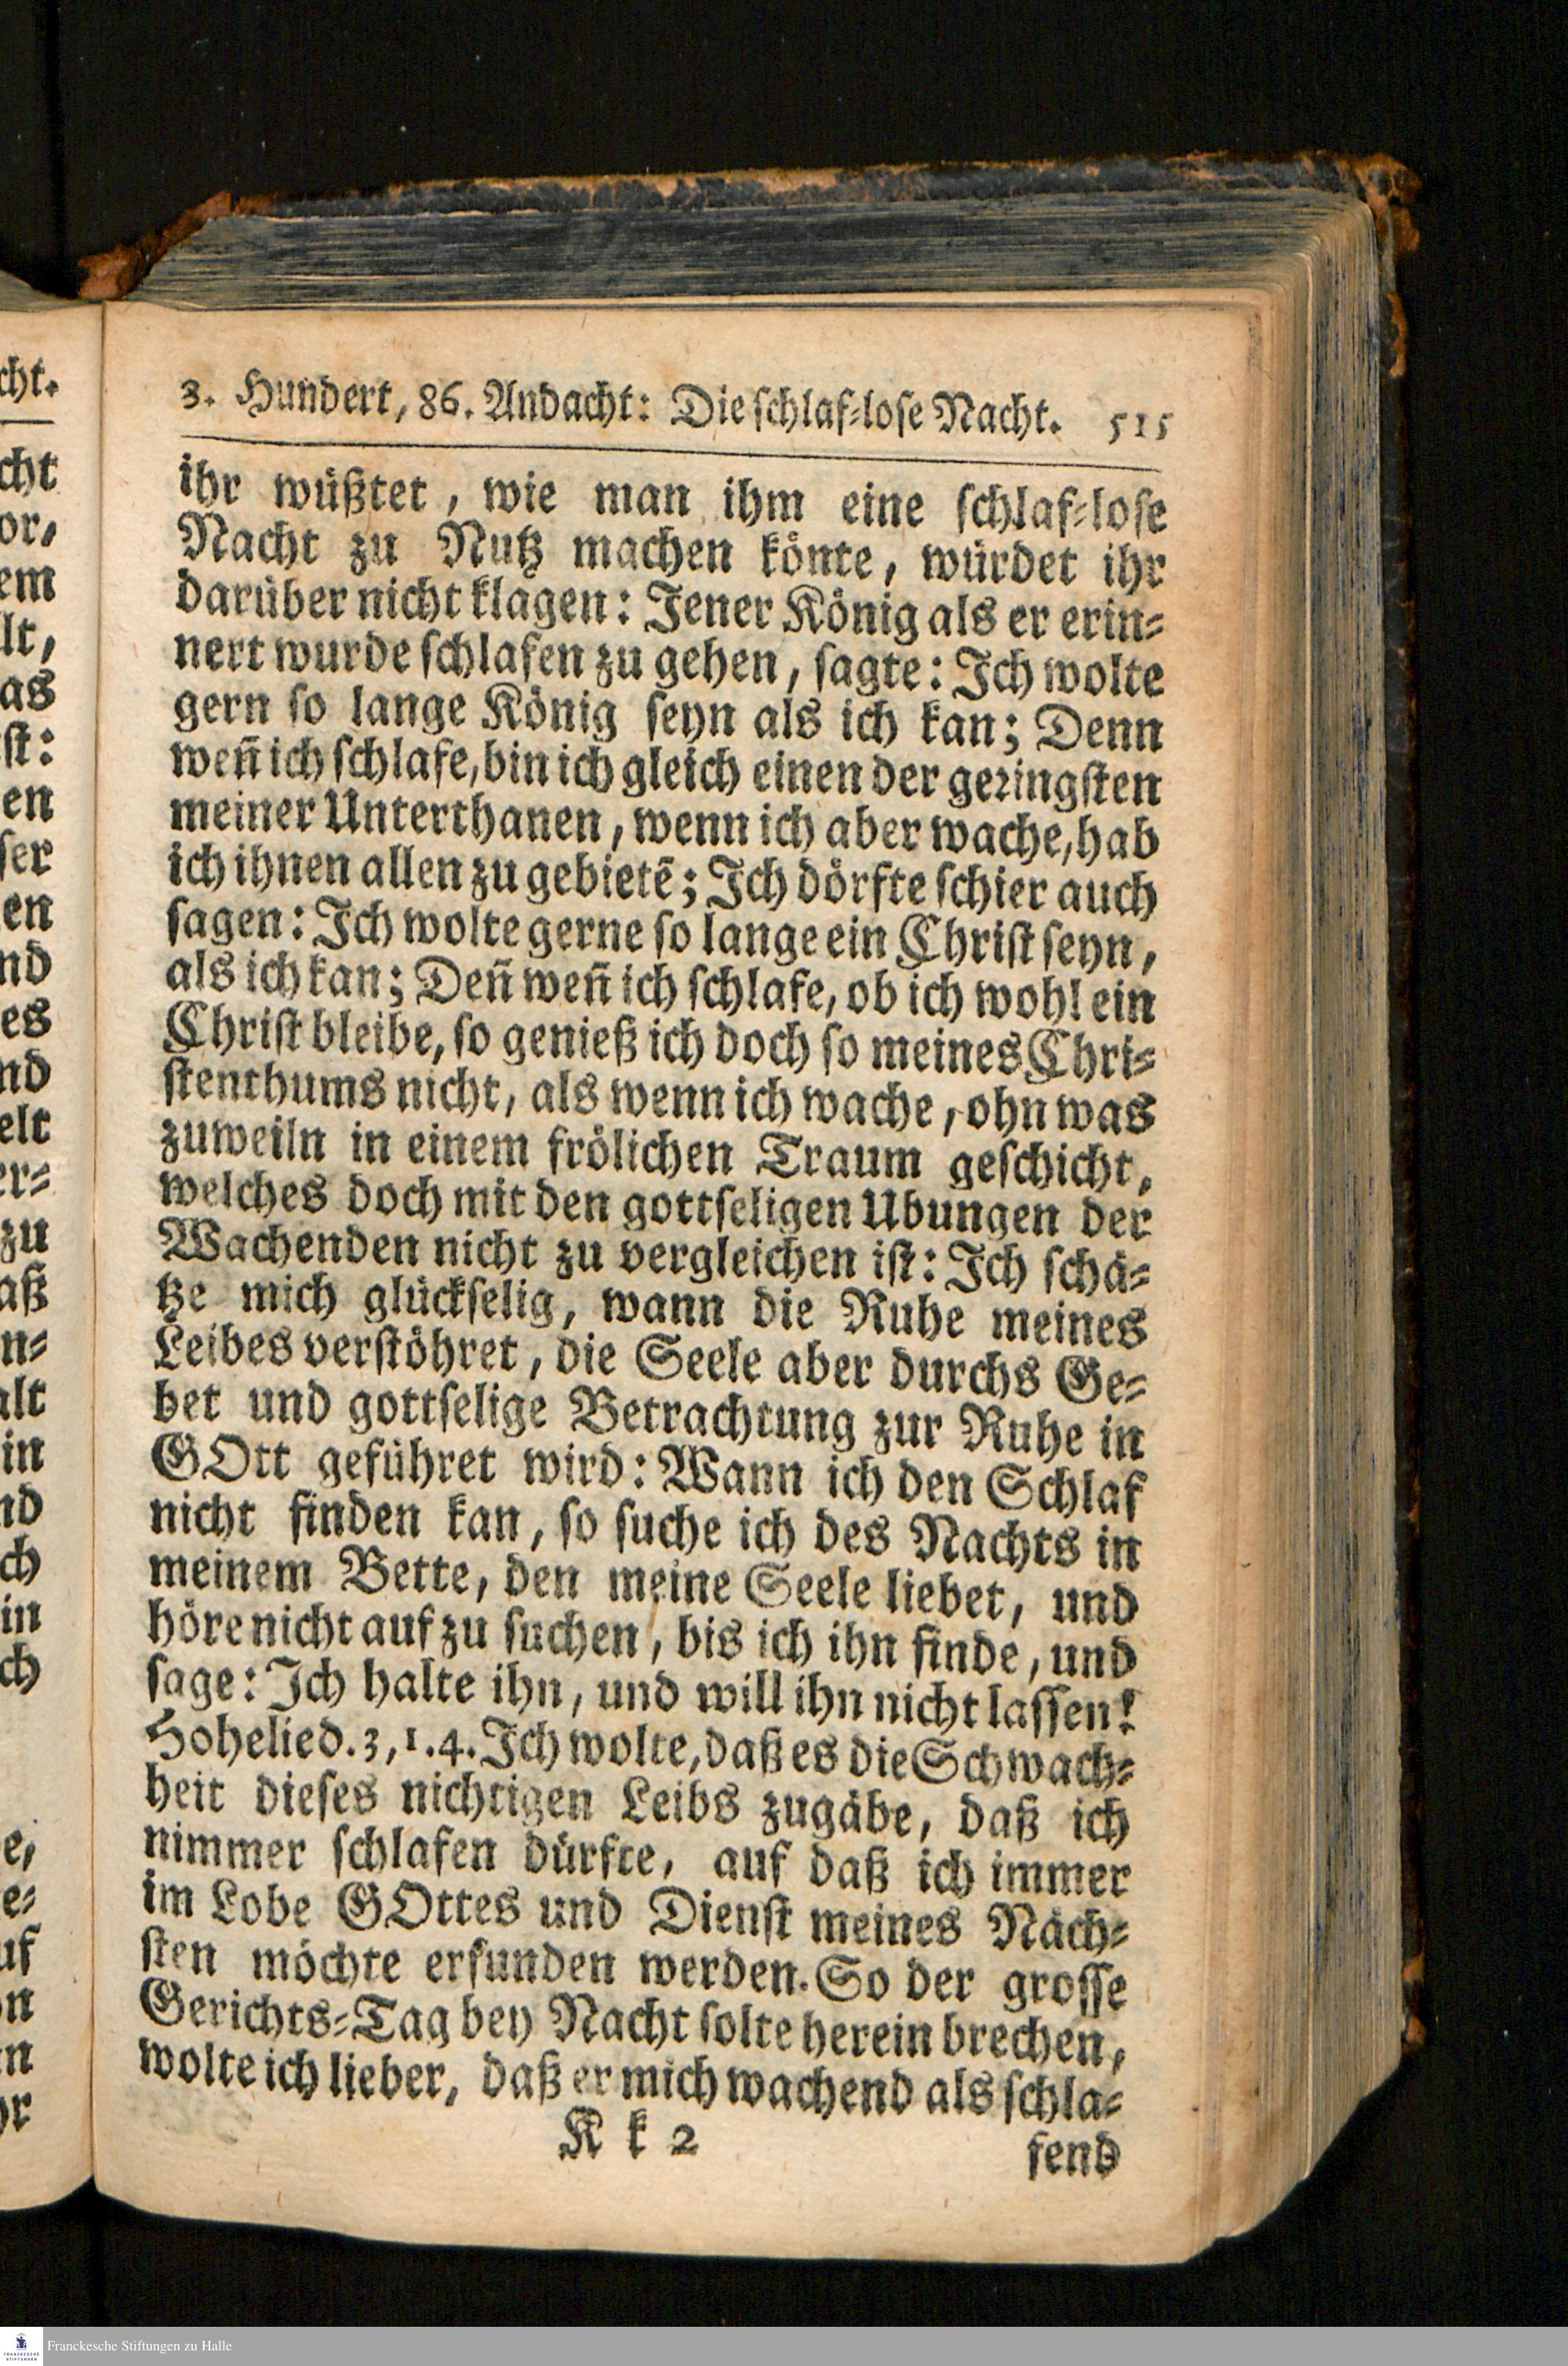 3. Hundert, 86. Andacht: Die ſchlaf-loſe Nacht. 515
ihr wüßtet, wie man ihm eine ſchlaf-loſe
Nacht zu Nutz machen könte, würdet ihr
darüber nicht klagen: Jener König als er erin-
nert wurde ſchlafen zu gehen, ſagte: Ich wolte
gern ſo lange König ſeyn als ich kan; Denn
weñ ich ſchlafe, bin ich gleich einen der geꝛingſten
meiner Unterthanen, wenn ich aber wache, hab
ich ihnen allen zu gebietẽ; Ich dörfte ſchier auch
ſagen: Ich wolte gerne ſo lange ein Chriſt ſeyn,
als ich kan; Deñ weñ ich ſchlafe, ob ich wohl ein
Chriſt bleibe, ſo genieß ich doch ſo meines Chri-
ſtenthums nicht, als wenn ich wache, ohn was
zuweiln in einem frölichen Traum geſchicht,
welches doch mit den gottſeligen Ubungen der
Wachenden nicht zu vergleichen iſt: Ich ſchä-
tze mich glückſelig, wann die Ruhe meines
Leibes verſtöhret, die Seele aber durchs Ge-
bet und gottſelige Betrachtung zur Ruhe in
GOtt geführet wird: Wann ich den Schlaf
nicht finden kan, ſo ſuche ich des Nachts in
meinem Bette, den meine Seele liebet, und
höre nicht auf zu ſuchen, bis ich ihn finde, und
ſage: Ich halte ihn, und will ihn nicht laſſen!
Hohelied. 3, 1. 4. Ich wolte, daß es die Schwach-
heit dieſes nichtigen Leibs zugäbe, daß ich
nimmer ſchlafen dürfte, auf daß ich immer
im Lobe GOttes und Dienſt meines Näch-
ſten möchte erfunden werden. So der groſſe
Gerichts-Tag bey Nacht ſolte herein brechen,
wolte ich lieber, daß er mich wachend als ſchla-
K k 2 fend
Franckesche Stiftungen zu Halle